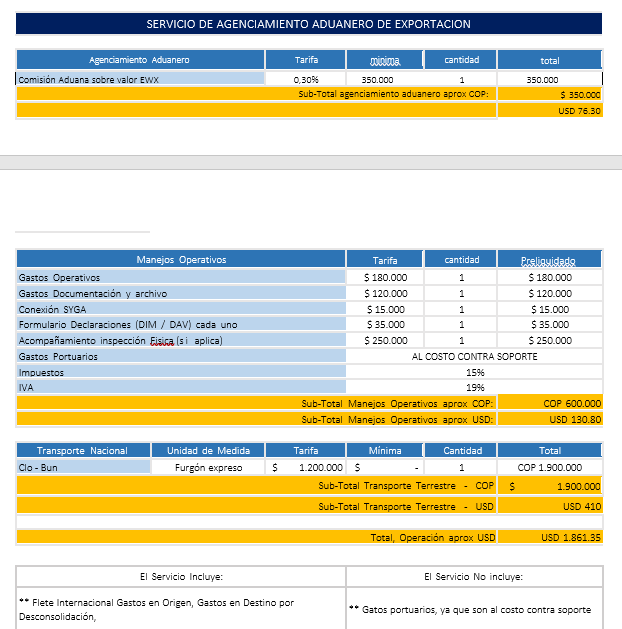 SERVICIO DE AGENCIAMIENTO ADUANERO DE EXPORTACION
Agenciamiento Aduanero Tarifa minima cantidad total
Comisión Aduana sobre valor EWX 0,30% 350.000 1 350.000
Sub-Total agenciamiento aduanero aprox COP: $ 350.000
USD 76.30
Manejos Operativos Tarifa cantidad Preliquidado
Gastos Operativos $ 180.000 1 $ 180.000
Gastos Documentación y archivo $ 120.000 1 $ 120.000
Conexión SYGA $ 15.000 1 $ 15.000
Formulario Declaraciones (DIM / DAV) cada uno $ 35.000 1 $ 35.000
Acompañamiento inspección Fisica (si aplica) $ 250.000 1 $ 250.000
Gastos Portuarios AL COSTO CONTRA SOPORTE
Impuestos 15%
IVA 19%
Sub-Total Manejos Operativos aprox COP: COP 600.000
Sub-Total Manejos Operativos aprox USD: USD 130.80
Transporte Nacional Unidad de Medida Tarifa Mínima Cantidad Total
Clo - Bun Furgón expreso $ 1.200.000 $ - 1 COP 1.900.000
Sub-Total Transporte Terrestre - COP $ 1.900.000
Sub-Total Transporte Terrestre - USD USD 410
Total, Operación aprox USD USD 1.861.35
El Servicio Incluye: El Servicio No incluye:
** Flete Internacional Gastos en Origen, Gastos en Destino por
Desconsolidación,
** Gatos portuarios, ya que son al costo contra soporte